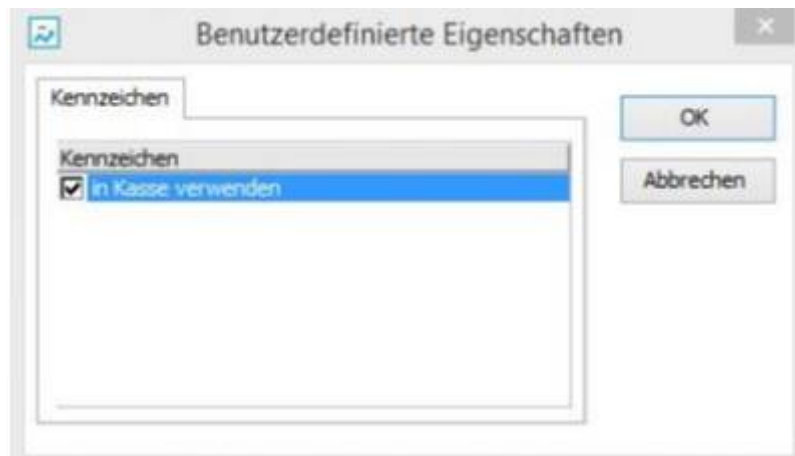 Benutzerdefinierte Eigenschaften
Kennzeichen
OK
Kennzeichen
in Kasse verwenden
Abbrechen